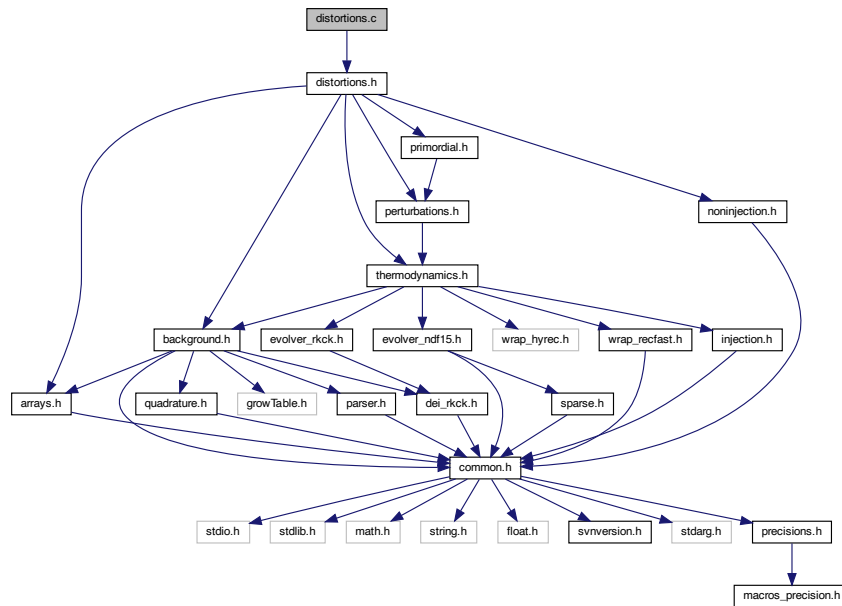 distortions.c
distortions.h
primordial.h
perturbations.h
noninjection.h
thermodynamics.h
background.h
evolver_rkck.h
evolver_ndf15.h
wrap_hyrec.h
wrap_recfast.h
injection.h
arrays.h
quadrature.h
growTable.h
parser.h
dei_rkck.h
sparse.h
common.h
stdio.h
stdlib.h
math.h
string.h
float.h
svnversion.h
stdarg.h
precisions.h
macros_precision.h